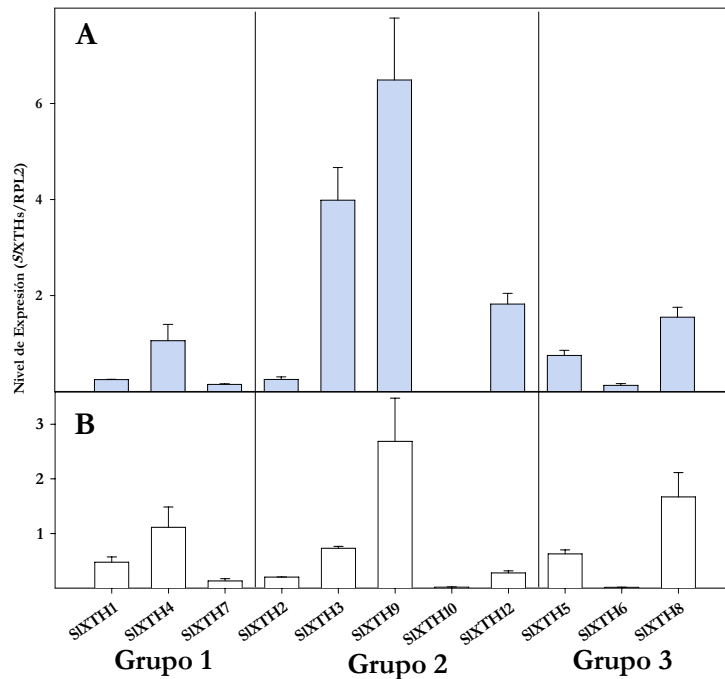 A
6
4
2
Nivel de Expresión (SlXTHs/RPL2)
B
3
2
1
SlXTH1
SlXTH4
SlXTH7
SlXTH2
SlXTH3
SlXTH9
SlXTH10
SlXTH12
SlXTH5
SlXTH6
SlXTH8
Grupo 1
Grupo 2
Grupo 3